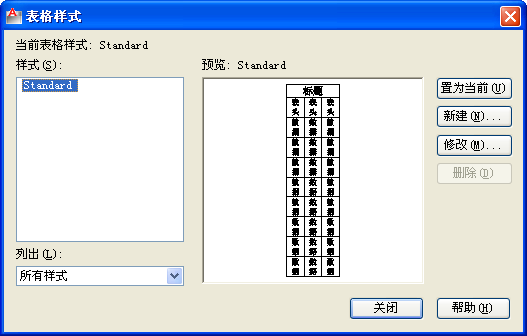 表格样式
当前表格样式: Standard
样式(S):
Standard
预览: Standard
标题
表头 表头 表头
数据 数据 数据
数据 数据 数据
数据 数据 数据
数据 数据 数据
数据 数据 数据
数据 数据 数据
数据 数据 数据
数据 数据 数据
置为当前(U)
新建(N)...
修改(M)...
删除(D)
列出(L):
所有样式
关闭
帮助(H)